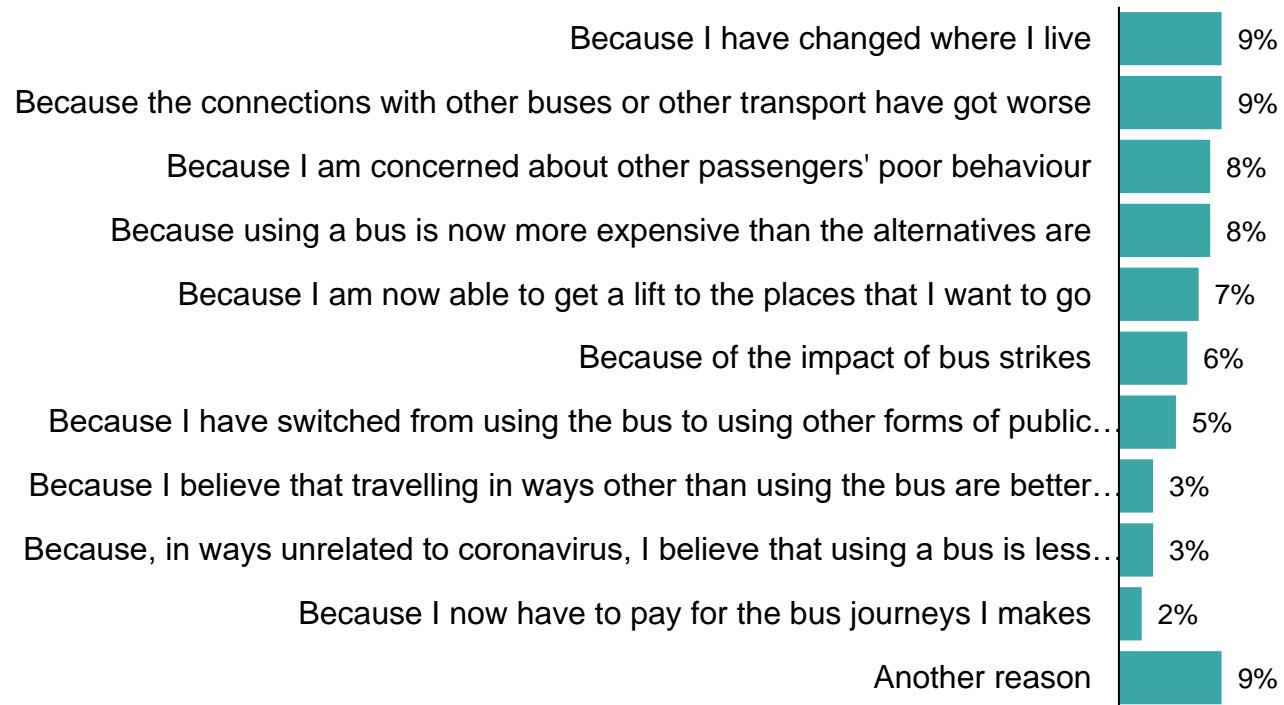 Because I have changed where I live 9%
Because the connections with other buses or other transport have got worse 9%
Because I am concerned about other passengers' poor behaviour 8%
Because using a bus is now more expensive than the alternatives are 8%
Because I am now able to get a lift to the places that I want to go 7%
Because of the impact of bus strikes 6%
Because I have switched from using the bus to using other forms of public… 5%
Because I believe that travelling in ways other than using the bus are better… 3%
Because, in ways unrelated to coronavirus, I believe that using a bus is less… 3%
Because I now have to pay for the bus journeys I makes 2%
Another reason 9%